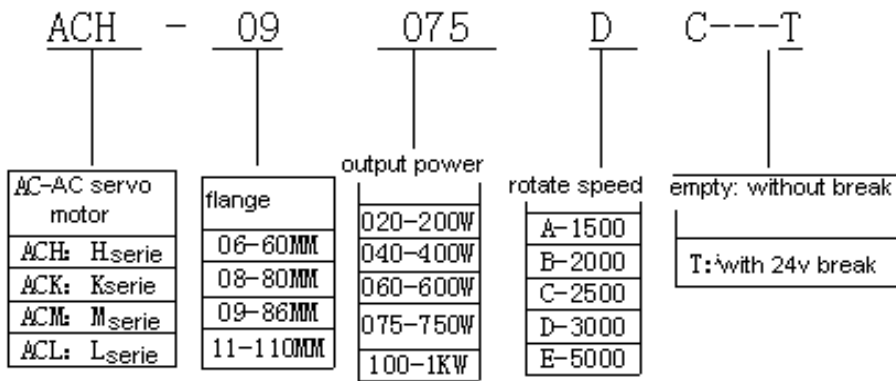 ACH - 09 075 D C---T
AC-AC servo
motor
ACH: Hserie
ACK: Kserie
ACM: Mserie
ACL: Lserie
flange
06-60MM
08-80MM
09-86MM
11-110MM
output power
020-200W
040-400W
060-600W
075-750W
100-1KW
rotate speed
A-1500
B-2000
C-2500
D-3000
E-5000
empty: without break
T: with 24v break